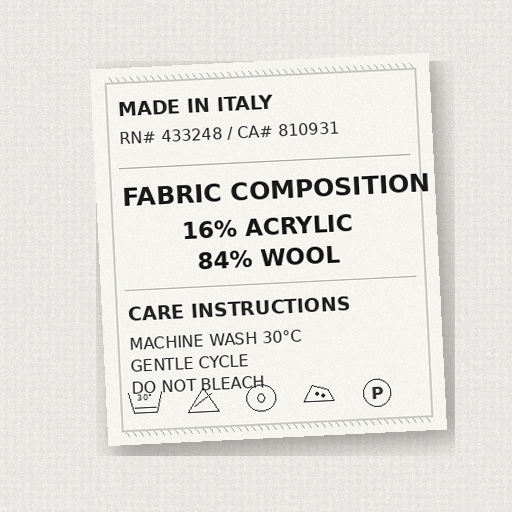 MADE IN ITALY
RN# 433248 / CA# 810931
FABRIC COMPOSITION
16% ACRYLIC
84% WOOL
CARE INSTRUCTIONS
MACHINE WASH 30°C
GENTLE CYCLE
DO NOT BLEACH
30°
P